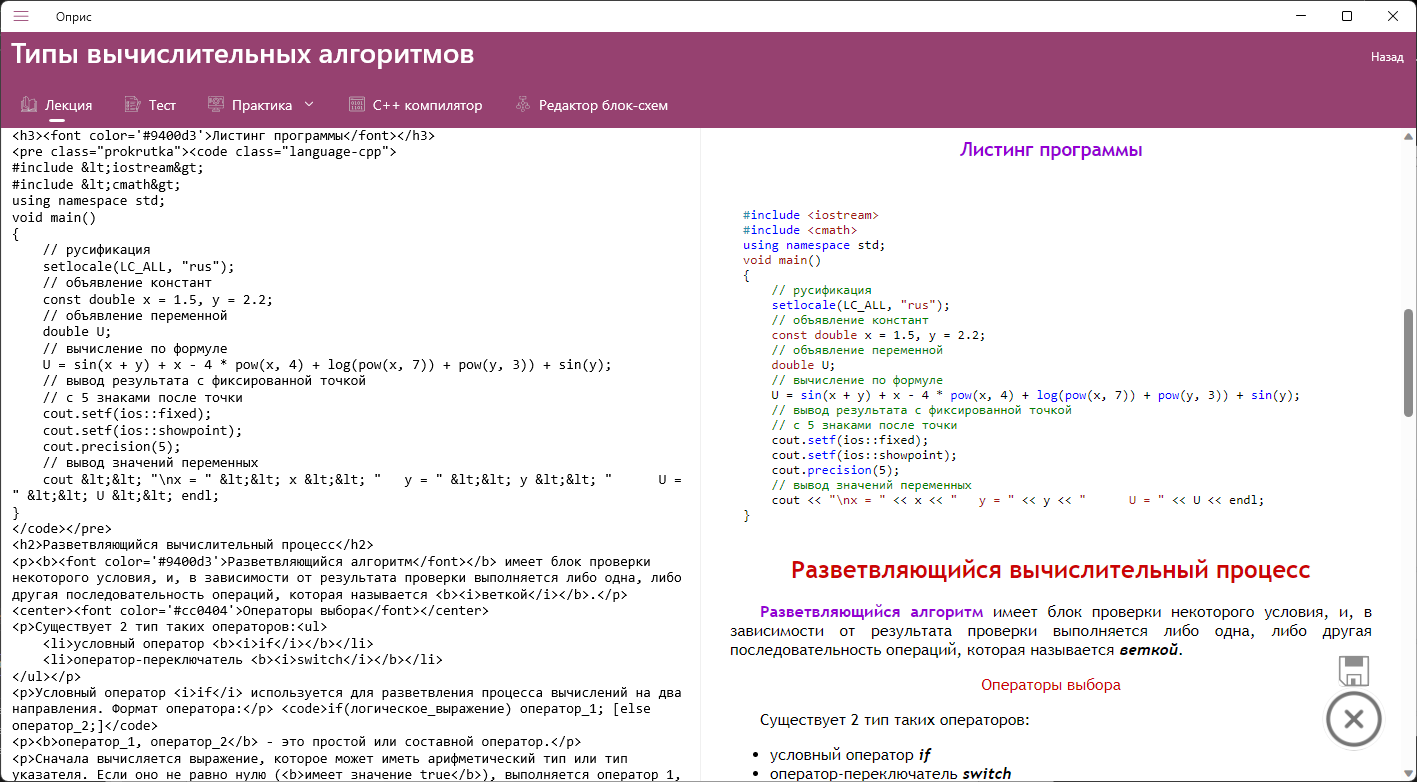 Оприс
Типы вычислительных алгоритмов
Назад
Лекция Тест Практика C++ компилятор Редактор блок-схем
<h3><font color='#9400d3'>Листинг программы</font></h3>
<pre class="prokrutka"><code class="language-cpp">
#include &lt;iostream&gt;
#include &lt;cmath&gt;
using namespace std;
void main()
{
    // русификация
    setlocale(LC_ALL, "rus");
    // объявление констант
    const double x = 1.5, y = 2.2;
    // объявление переменной
    double U;
    // вычисление по формуле
    U = sin(x + y) + x - 4 * pow(x, 4) + log(pow(x, 7)) + pow(y, 3)) + sin(y);
    // вывод результата с фиксированной точкой
    // с 5 знаками после точки
    cout.setf(ios::fixed);
    cout.setf(ios::showpoint);
    cout.precision(5);
    // вывод значений переменных
    cout &lt;&lt; "\nx = " &lt;&lt; x &lt;&lt; "   y = " &lt;&lt; y &lt;&lt; "      U =
" &lt;&lt; U &lt;&lt; endl;
}
</code></pre>
<h2>Разветвляющийся вычислительный процесс</h2>
<p><b><font color='#9400d3'>Разветвляющийся алгоритм</font></b> имеет блок проверки
некоторого условия, и, в зависимости от результата проверки выполняется либо одна, либо
другая последовательность операций, которая называется <b><i>веткой</i></b>.</p>
<center><font color='#cc0404'>Операторы выбора</font></center>
<p>Существует 2 тип таких операторов:<ul>
    <li>условный оператор <b><i>if</i></b></li>
    <li>оператор-переключатель <b><i>switch</i></b></li>
</ul></p>
<p>Условный оператор <i>if</i> используется для разветвления процесса вычислений на два
направления. Формат оператора:</p> <code>if(логическое_выражение) оператор_1; [else
оператор_2;]</code>
<p><b>оператор_1, оператор_2</b> - это простой или составной оператор.</p>
<p>Сначала вычисляется выражение, которое может иметь арифметический тип или тип
указателя. Если оно не равно нулю (<b>имеет значение true</b>), выполняется оператор 1,
Листинг программы
#include <iostream>
#include <cmath>
using namespace std;
void main()
{
    // русификация
    setlocale(LC_ALL, "rus");
    // объявление констант
    const double x = 1.5, y = 2.2;
    // объявление переменной
    double U;
    // вычисление по формуле
    U = sin(x + y) + x - 4 * pow(x, 4) + log(pow(x, 7)) + pow(y, 3)) + sin(y);
    // вывод результата с фиксированной точкой
    // с 5 знаками после точки
    cout.setf(ios::fixed);
    cout.setf(ios::showpoint);
    cout.precision(5);
    // вывод значений переменных
    cout << "\nx = " << x << "   y = " << y << "      U = " << U << endl;
}
Разветвляющийся вычислительный процесс
Разветвляющийся алгоритм имеет блок проверки некоторого условия, и, в
зависимости от результата проверки выполняется либо одна, либо другая
последовательность операций, которая называется веткой.
Операторы выбора
Существует 2 тип таких операторов:
• условный оператор if
• оператор-переключатель switch